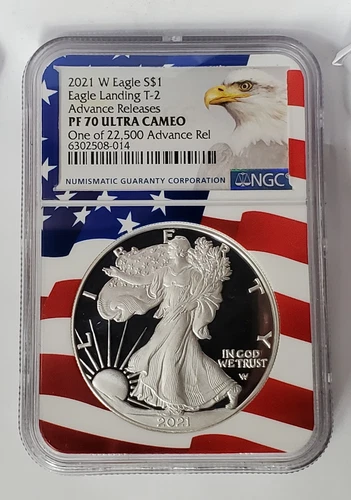 2021 W Eagle S$1
Eagle Landing T-2
Advance Releases
PF 70 ULTRA CAMEO
One of 22,500 Advance Rel
6302508-014
NUMISMATIC GUARANTY CORPORATION
NGC
LIBERTY
IN GOD
WE TRUST
W
2021